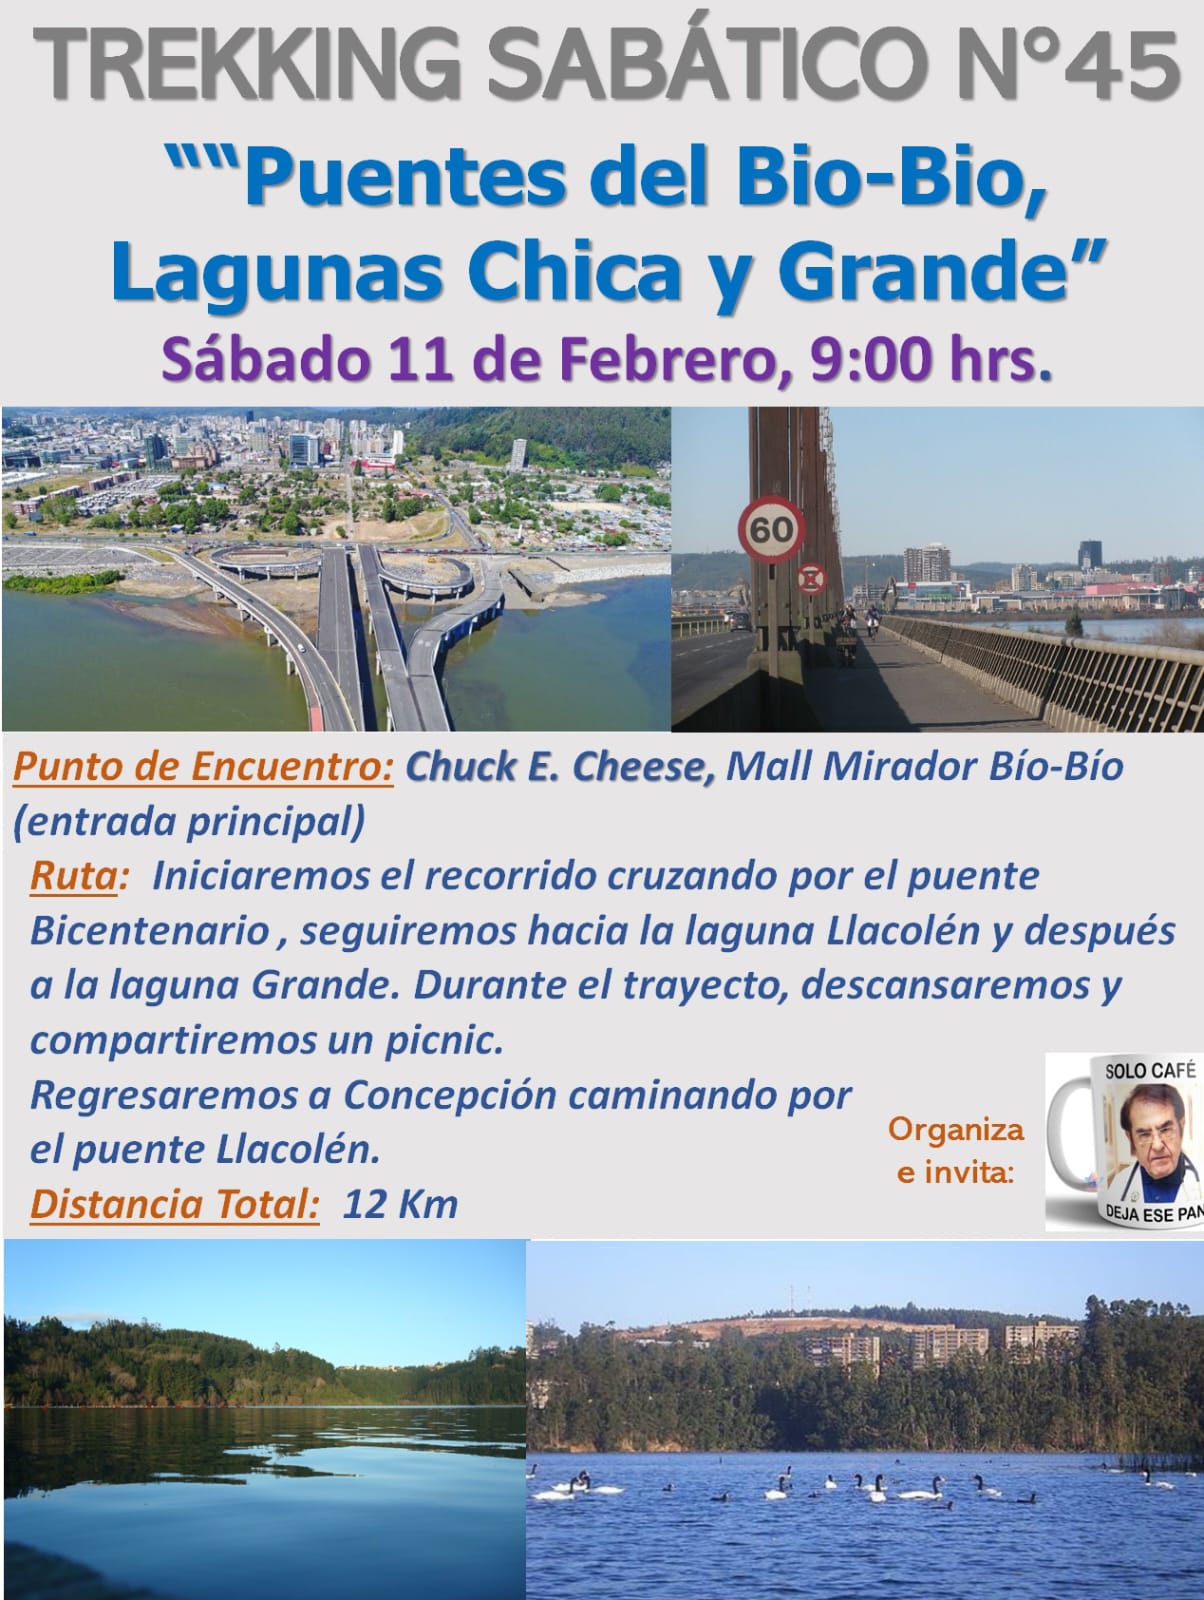 TREKKING SABÁTICO N°45
““Puentes del Bio-Bio,
Lagunas Chica y Grande”
Sábado 11 de Febrero, 9:00 hrs.
60
Punto de Encuentro: Chuck E. Cheese, Mall Mirador Bío-Bío
(entrada principal)
Ruta: Iniciaremos el recorrido cruzando por el puente
Bicentenario , seguiremos hacia la laguna Llacolén y después
a la laguna Grande. Durante el trayecto, descansaremos y
compartiremos un picnic.
Regresaremos a Concepción caminando por
el puente Llacolén.
Distancia Total: 12 Km
Organiza
e invita:
SOLO CAFÉ
DEJA ESE PAN